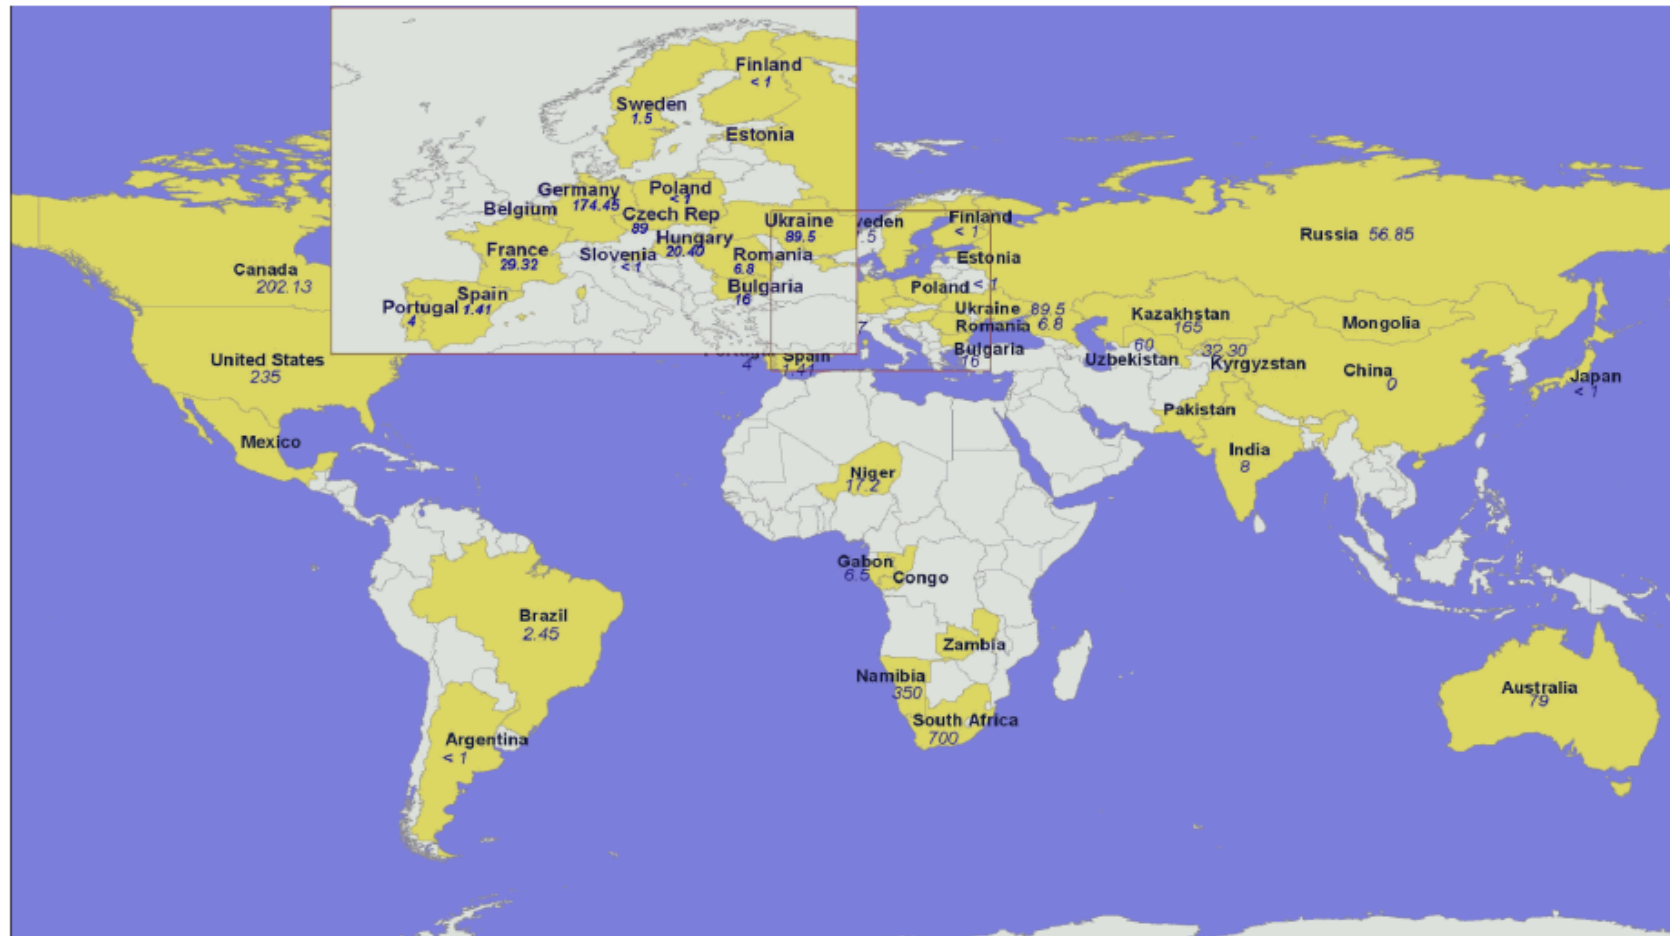 Finland
< 1
Sweden
1.5
Estonia
Germany
174.45
Poland
< 1
Belgium
Czech Rep
89
Ukraine
89.5
Hungary
20.40
France
29.32
Slovenia
< 1
Romania
6.8
Bulgaria
16
Spain
1.41
Portugal
4
Finland
< 1
Estonia
Poland < 1
Ukraine 89.5
Romania 6.8
Bulgaria
16
Spain
1.41
4
7
Russia 56.85
Canada
202.13
United States
235
Mexico
Kazakhstan
165
Mongolia
60
Uzbekistan
32.30
Kyrgyzstan
China
0
Japan
< 1
Pakistan
India
8
Niger
17.2
Gabon
6.5
Congo
Brazil
2.45
Zambia
Namibia
350
South Africa
700
Australia
79
Argentina
< 1